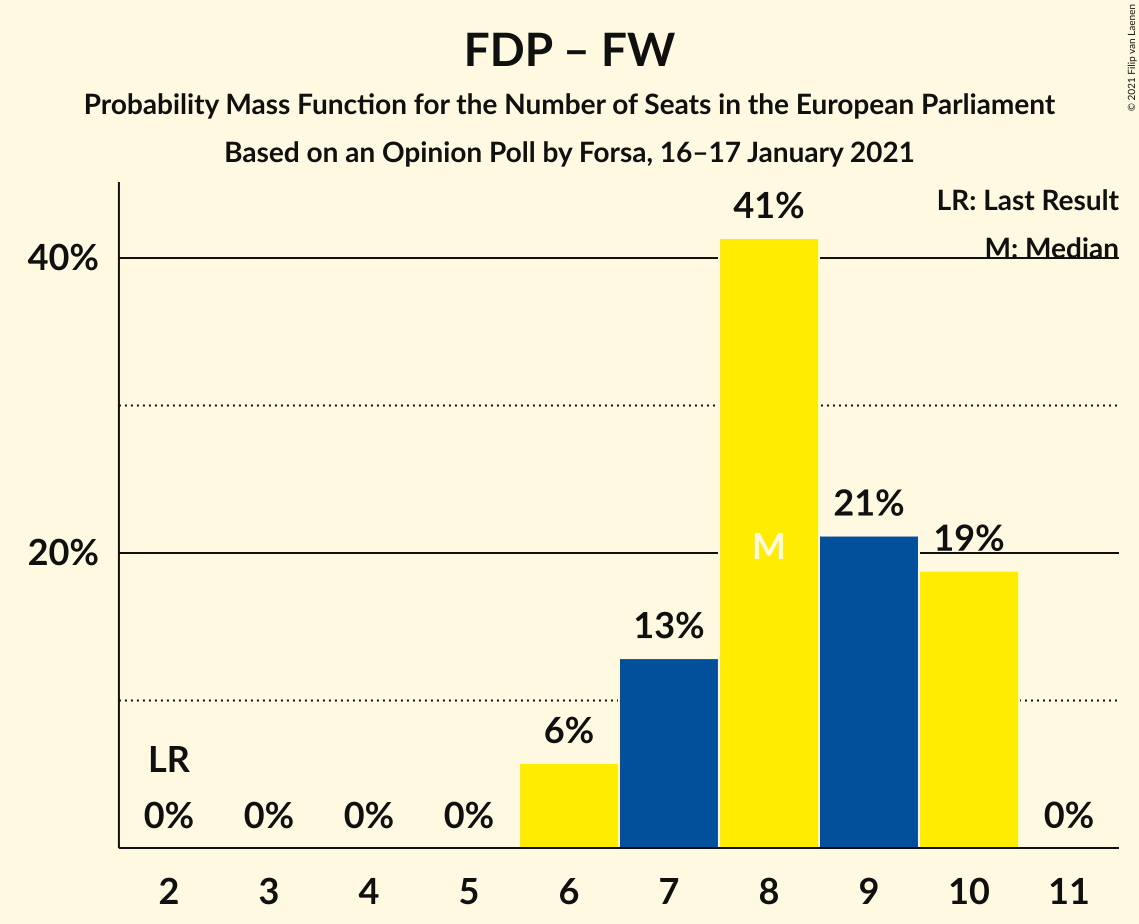 FDP – FW
Probability Mass Function for the Number of Seats in the European Parliament
Based on an Opinion Poll by Forsa, 16–17 January 2021
© 2021 Filip van Laenen
LR: Last Result
M: Median
40%
20%
LR
0%
0%
0%
0%
6%
13%
41%
M
21%
19%
0%
2 3 4 5 6 7 8 9 10 11